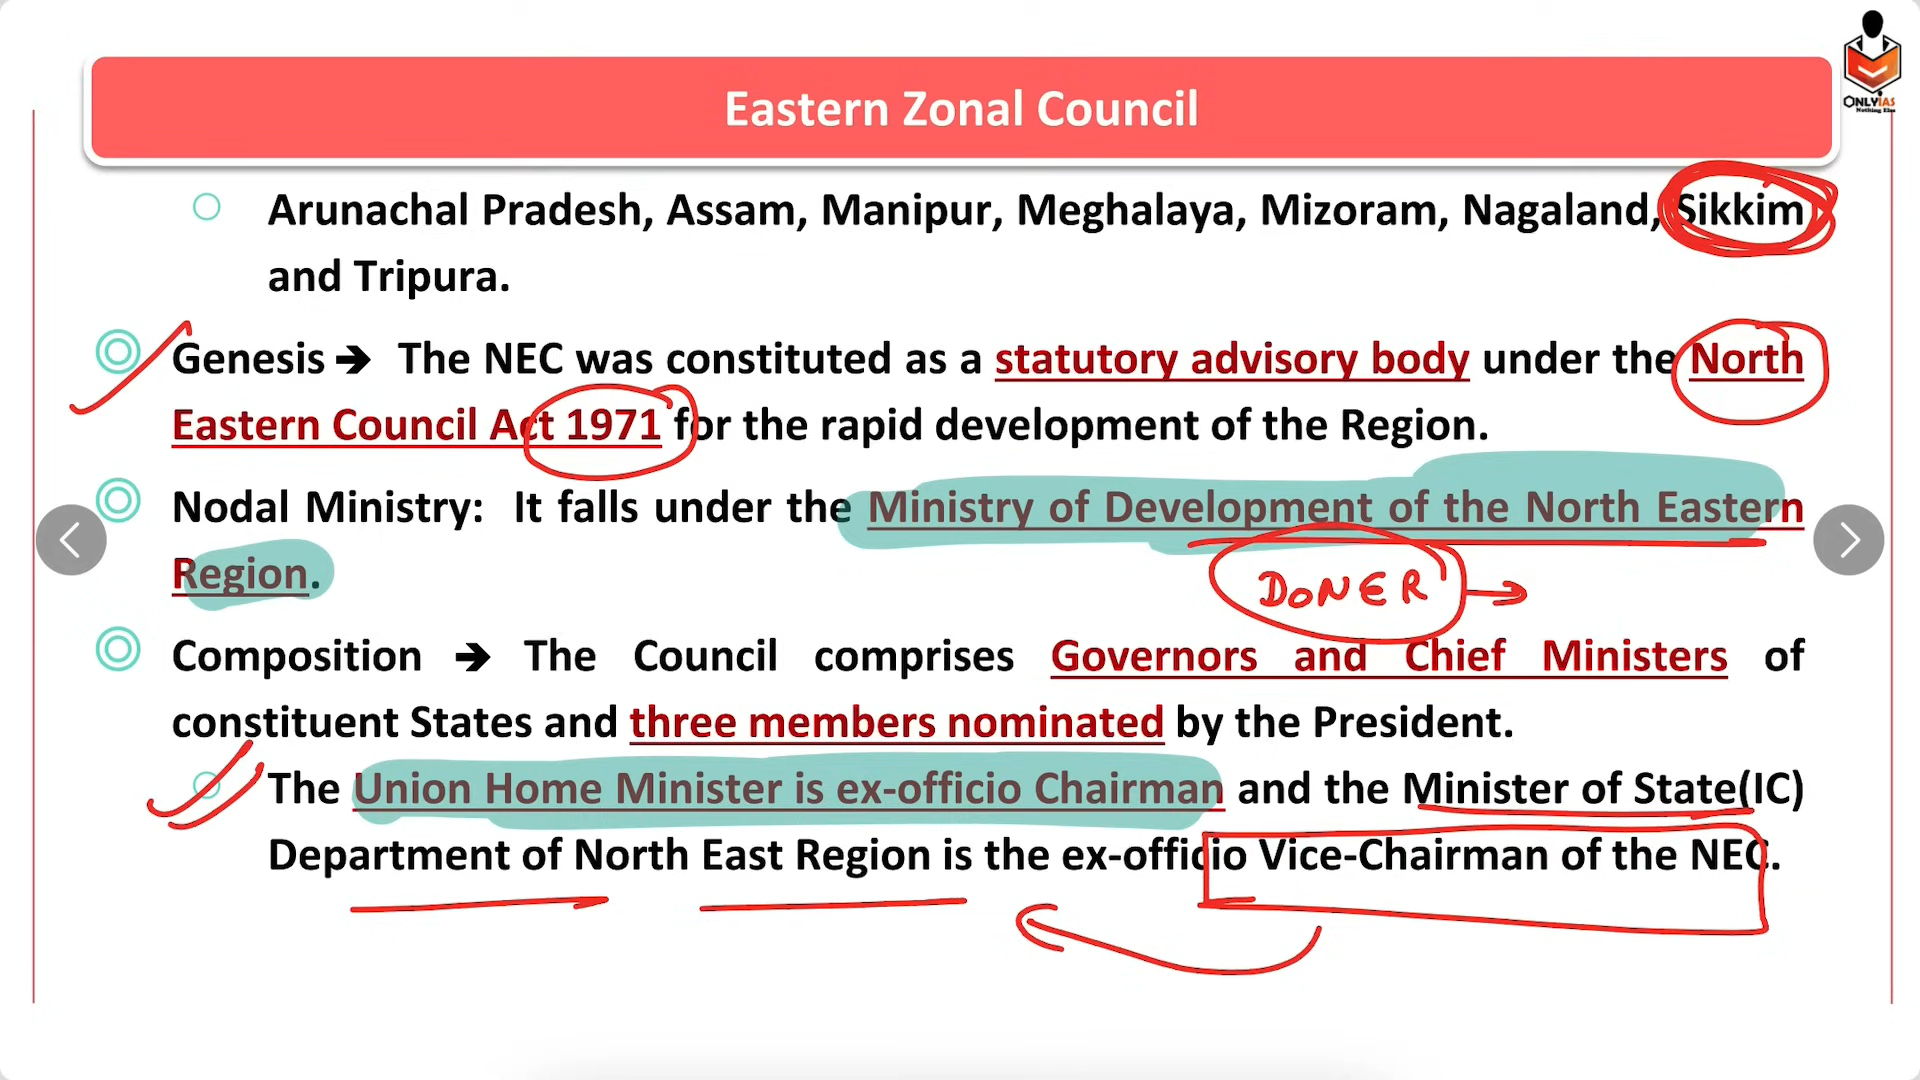 Eastern Zonal Council
ONLYIAS
Nothing Else
Arunachal Pradesh, Assam, Manipur, Meghalaya, Mizoram, Nagaland, Sikkim
and Tripura.
Genesis ➔ The NEC was constituted as a statutory advisory body under the North
Eastern Council Act 1971 for the rapid development of the Region.
Nodal Ministry: It falls under the Ministry of Development of the North Eastern
Region.
DONER
Composition ➔ The Council comprises Governors and Chief Ministers of
constituent States and three members nominated by the President.
The Union Home Minister is ex-officio Chairman and the Minister of State(IC)
Department of North East Region is the ex-officio Vice-Chairman of the NEC.